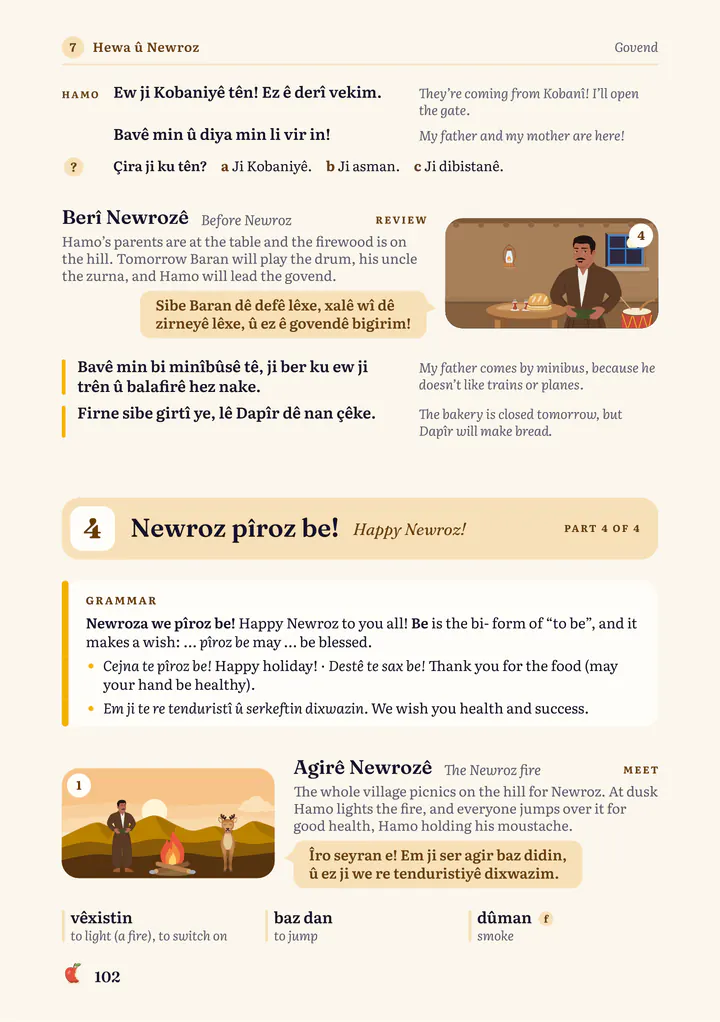 7 Hewa û Newroz
Govend
HAMO Ew ji Kobaniyê tên! Ez ê derî vekim.
They're coming from Kobanî! I'll open
the gate.
Bavê min û diya min li vir in!
My father and my mother are here!
? Çira ji ku tên? a Ji Kobaniyê. b Ji asman. c Ji dibistanê.
Berî Newrozê Before Newroz REVIEW
Hamo's parents are at the table and the firewood is on
the hill. Tomorrow Baran will play the drum, his uncle
the zurna, and Hamo will lead the govend.
Sibe Baran dê defê lêxe, xalê wî dê
zirneyê lêxe, û ez ê govendê bigirim!
4
Bavê min bi minîbûsê tê, ji ber ku ew ji
trên û balafirê hez nake.
My father comes by minibus, because he
doesn't like trains or planes.
Firne sibe girtî ye, lê Dapîr dê nan çêke.
The bakery is closed tomorrow, but
Dapîr will make bread.
4 Newroz pîroz be! Happy Newroz! PART 4 OF 4
GRAMMAR
Newroza we pîroz be! Happy Newroz to you all! Be is the bi- form of "to be", and it
makes a wish: … pîroz be may … be blessed.
• Cejna te pîroz be! Happy holiday! · Destê te sax be! Thank you for the food (may
your hand be healthy).
• Em ji te re tenduristî û serkeftin dixwazin. We wish you health and success.
1
Agirê Newrozê The Newroz fire MEET
The whole village picnics on the hill for Newroz. At dusk
Hamo lights the fire, and everyone jumps over it for
good health, Hamo holding his moustache.
Îro seyran e! Em ji ser agir baz didin,
û ez ji we re tenduristiyê dixwazim.
vêxistin
to light (a fire), to switch on
baz dan
to jump
dûman f
smoke
102